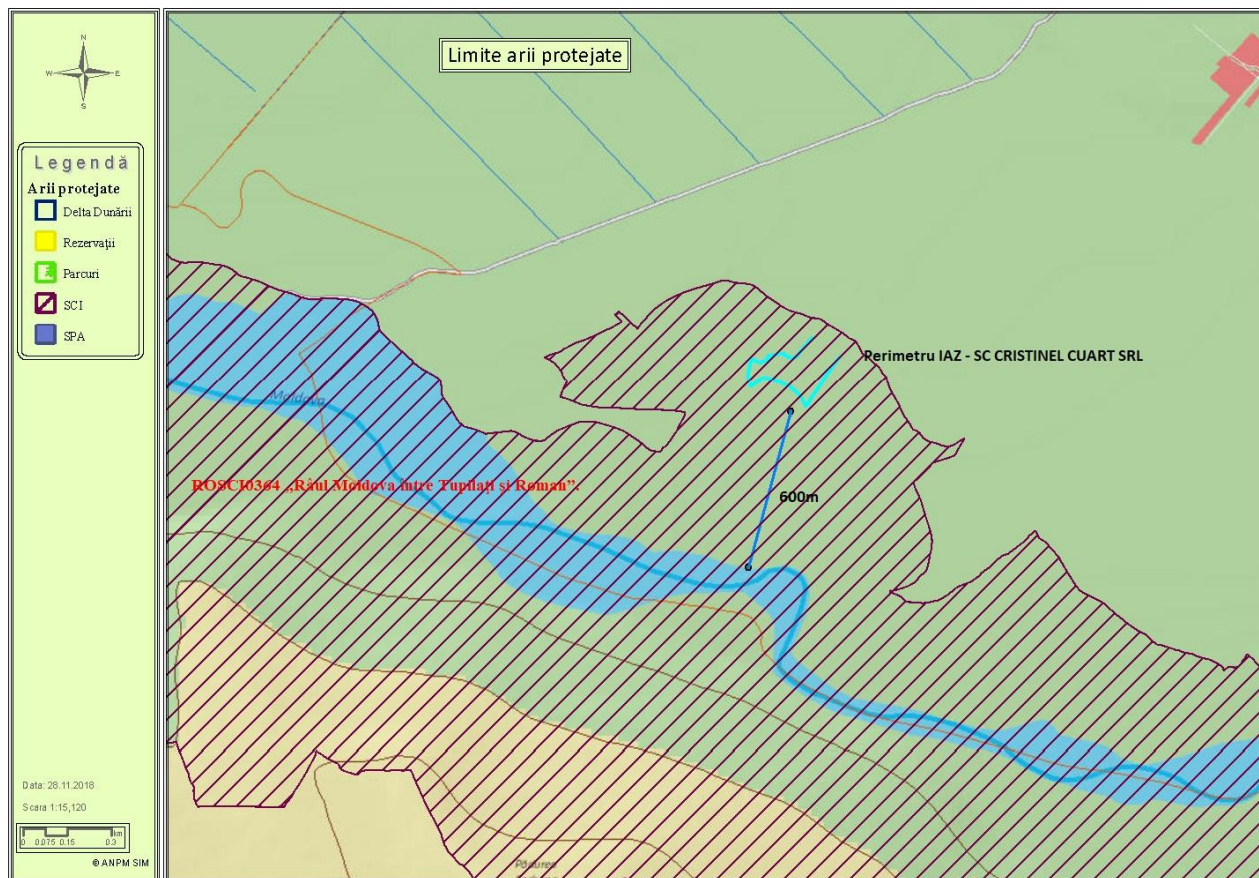 Limite arii protejate
N
W
E
S
Legendă
Arii protejate
Delta Dunării
Rezervații
Parcuri
SCI
SPA
Perimetru IAZ - SC CRISTINEL CUART SRL
Moldova
ROSCI0364 „Râul Moldova între Tupilați și Roman".
600m
Data: 28.11.2018
Scara 1:15,120
km
0 0.075 0.15 0.3
© ANPM SIM
Pădurea